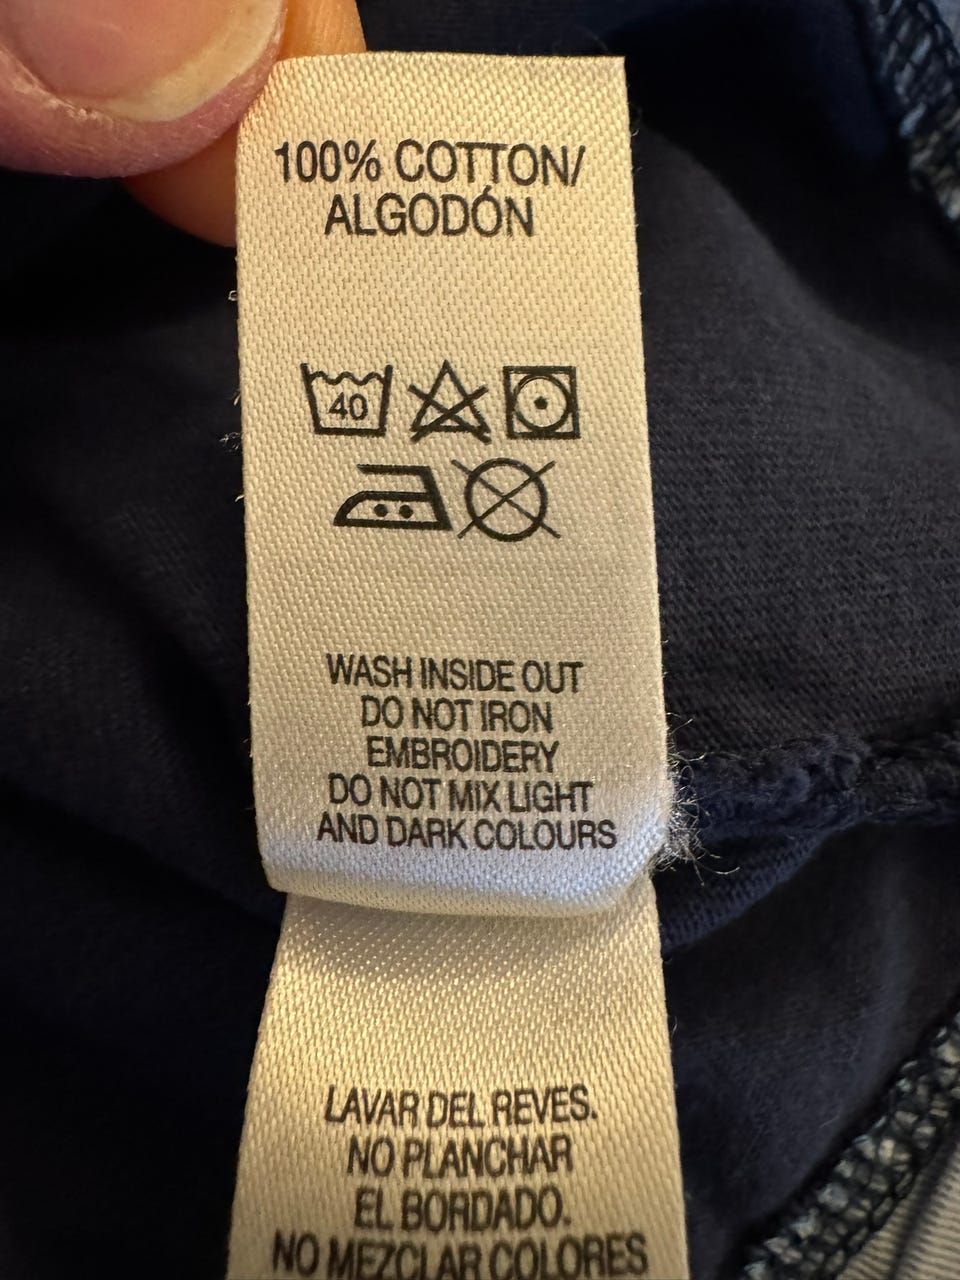 100% COTTON/
ALGODÓN
40
WASH INSIDE OUT
DO NOT IRON
EMBROIDERY
DO NOT MIX LIGHT
AND DARK COLOURS
LAVAR DEL REVES.
NO PLANCHAR
EL BORDADO.
NO MEZCLAR COLORES